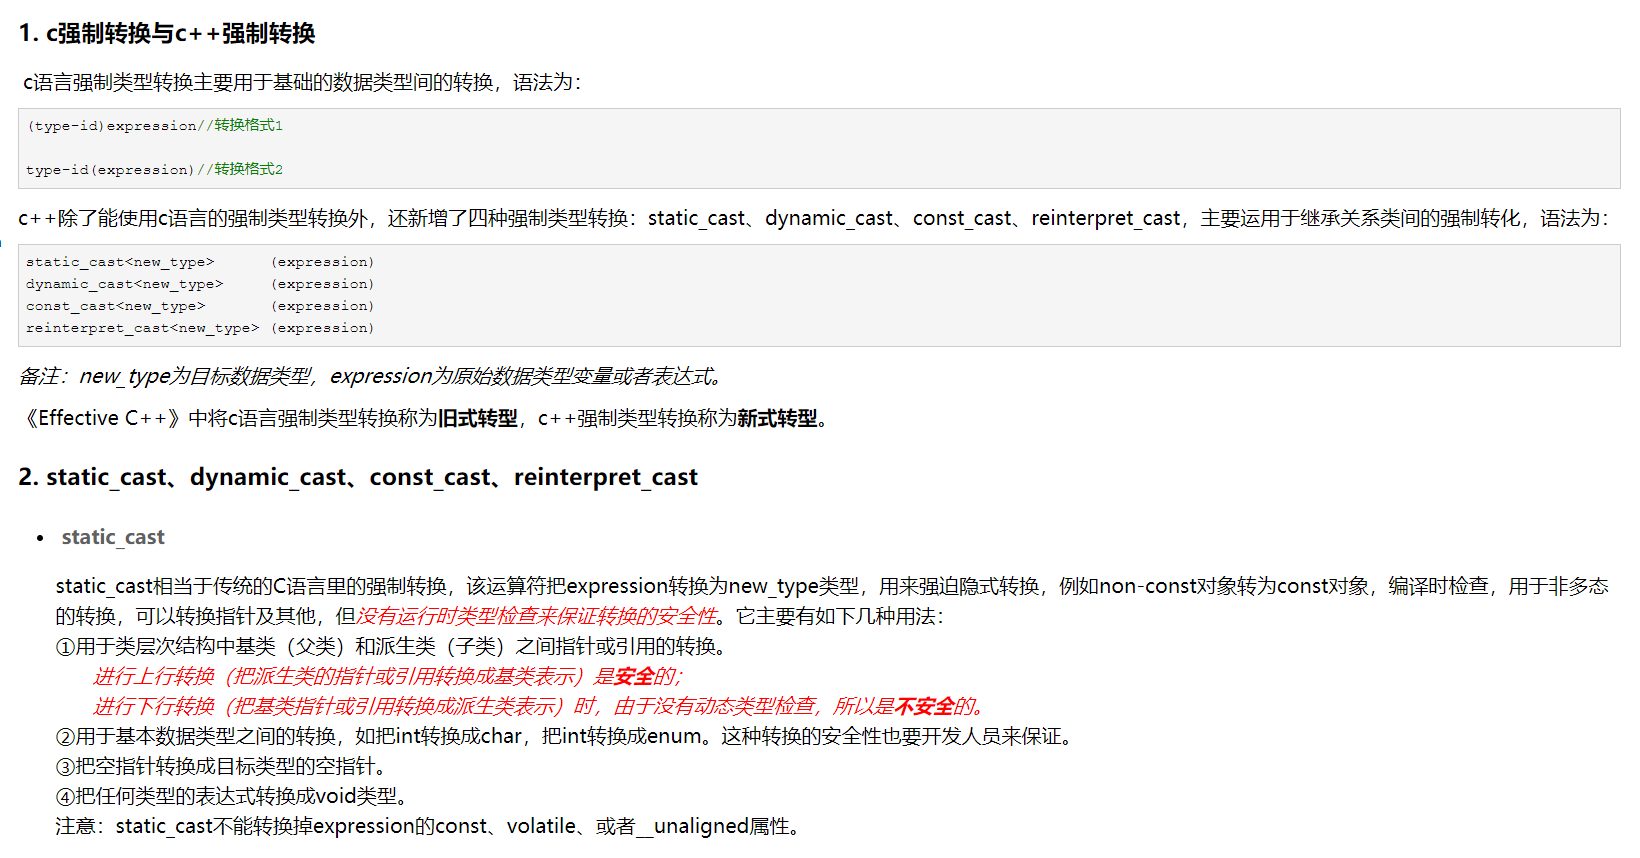 1. c强制转换与c++强制转换
c语言强制类型转换主要用于基础的数据类型间的转换，语法为：
(type-id)expression//转换格式1
type-id(expression)//转换格式2
c++除了能使用c语言的强制类型转换外，还新增了四种强制类型转换：static_cast、dynamic_cast、const_cast、reinterpret_cast，主要运用于继承关系类间的强制转化，语法为：
static_cast<new_type>      (expression)
dynamic_cast<new_type>     (expression)
const_cast<new_type>       (expression)
reinterpret_cast<new_type> (expression)
备注：new_type为目标数据类型，expression为原始数据类型变量或者表达式。
《Effective C++》中将c语言强制类型转换称为旧式转型，c++强制类型转换称为新式转型。
2. static_cast、dynamic_cast、const_cast、reinterpret_cast
• static_cast
static_cast相当于传统的C语言里的强制转换，该运算符把expression转换为new_type类型，用来强迫隐式转换，例如non-const对象转为const对象，编译时检查，用于非多态
的转换，可以转换指针及其他，但没有运行时类型检查来保证转换的安全性。它主要有如下几种用法：
①用于类层次结构中基类（父类）和派生类（子类）之间指针或引用的转换。
进行上行转换（把派生类的指针或引用转换成基类表示）是安全的；
进行下行转换（把基类指针或引用转换成派生类表示）时，由于没有动态类型检查，所以是不安全的。
②用于基本数据类型之间的转换，如把int转换成char，把int转换成enum。这种转换的安全性也要开发人员来保证。
③把空指针转换成目标类型的空指针。
④把任何类型的表达式转换成void类型。
注意：static_cast不能转换掉expression的const、volatile、或者__unaligned属性。